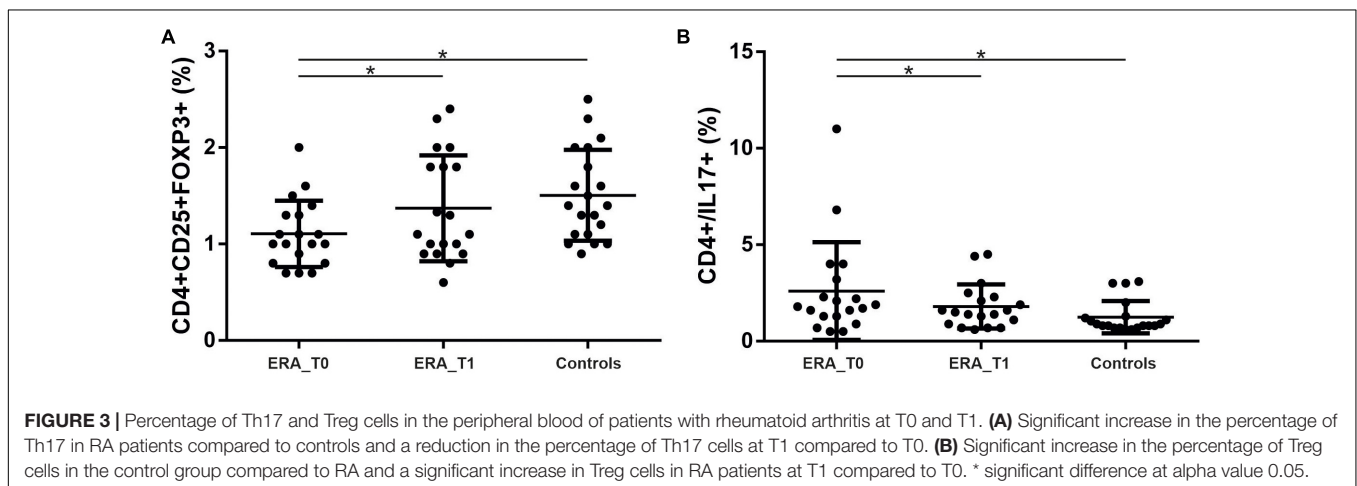 A
CD4+CD25+FOXP3+ (%)
3
2
1
0
*
*
ERA_T0 ERA_T1 Controls
B
CD4+/IL17+ (%)
15
10
5
0
*
*
ERA_T0 ERA_T1 Controls
FIGURE 3 | Percentage of Th17 and Treg cells in the peripheral blood of patients with rheumatoid arthritis at T0 and T1. (A) Significant increase in the percentage of
Th17 in RA patients compared to controls and a reduction in the percentage of Th17 cells at T1 compared to T0. (B) Significant increase in the percentage of Treg
cells in the control group compared to RA and a significant increase in Treg cells in RA patients at T1 compared to T0. * significant difference at alpha value 0.05.